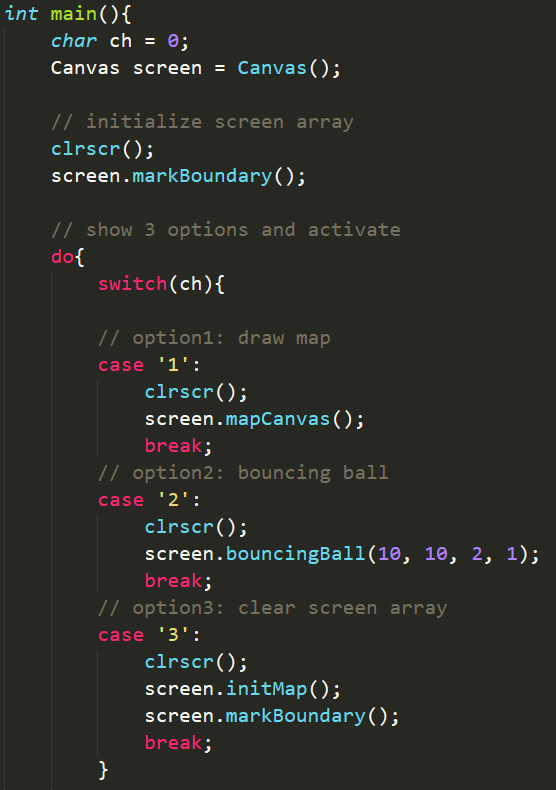 int main(){
    char ch = 0;
    Canvas screen = Canvas();

    // initialize screen array
    clrscr();
    screen.markBoundary();

    // show 3 options and activate
    do{
        switch(ch){

        // option1: draw map
        case '1':
            clrscr();
            screen.mapCanvas();
            break;
        // option2: bouncing ball
        case '2':
            clrscr();
            screen.bouncingBall(10, 10, 2, 1);
            break;
        // option3: clear screen array
        case '3':
            clrscr();
            screen.initMap();
            screen.markBoundary();
            break;
        }